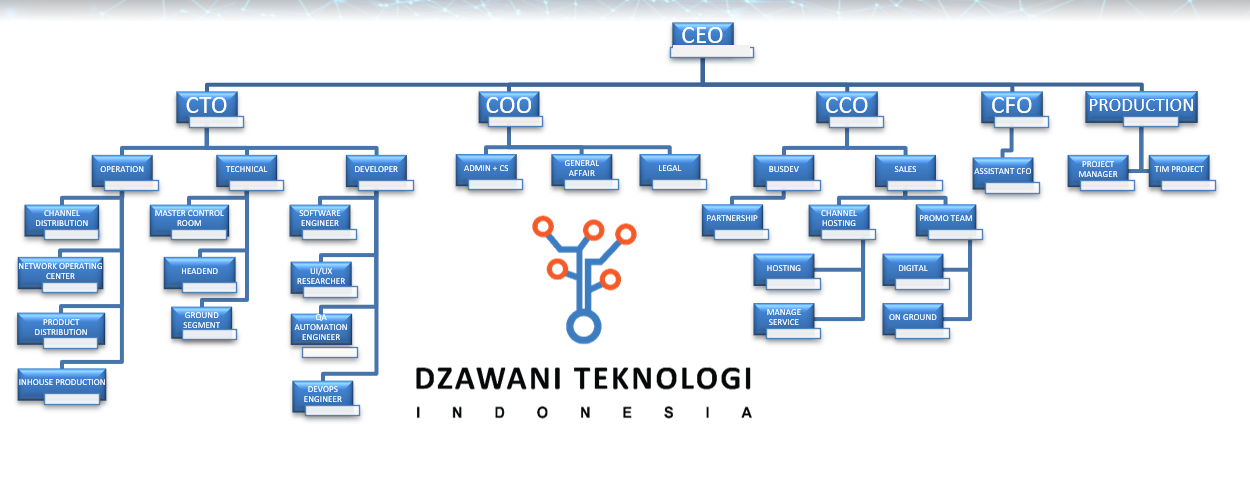 CEO
CTO
COO
CCO
CFO
PRODUCTION
OPERATION
TECHNICAL
DEVELOPER
ADMIN + CS
GENERAL
AFFAIR
LEGAL
BUSDEV
SALES
ASSISTANT CFO
PROJECT
MANAGER
TIM PROJECT
CHANNEL
DISTRIBUTION
MASTER CONTROL
ROOM
SOFTWARE
ENGINEER
PARTNERSHIP
CHANNEL
HOSTING
PROMO TEAM
NETWORK OPERATING
CENTER
HEADEND
UI/UX
RESEARCHER
HOSTING
DIGITAL
PRODUCT
DISTRIBUTION
GROUND
SEGMENT
QA
AUTOMATION
ENGINEER
MANAGE
SERVICE
ON GROUND
INHOUSE PRODUCTION
DEVOPS
ENGINEER
DZAWANI TEKNOLOGI
INDONESIA